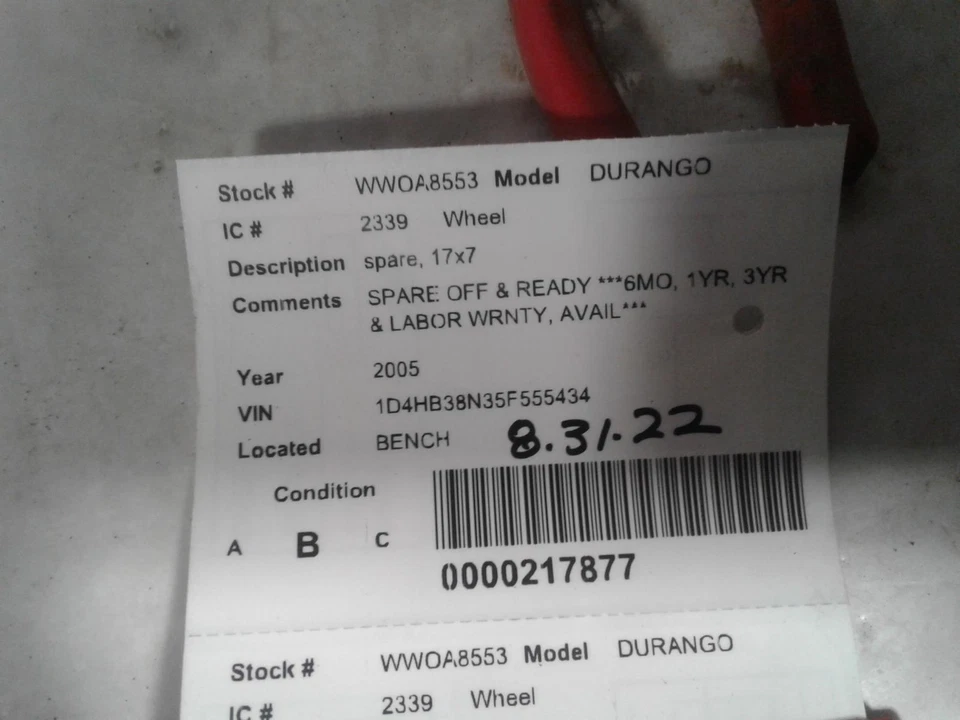 Stock # WWOA8553 Model DURANGO
IC # 2339 Wheel
Description spare, 17x7
Comments SPARE OFF & READY ***6MO, 1YR, 3YR
& LABOR WRNTY, AVAIL***
Year 2005
VIN 1D4HB38N35F555434
Located BENCH 8.31.22
Condition
A B C
0000217877
Stock # WWOA8553 Model DURANGO
IC # 2339 Wheel